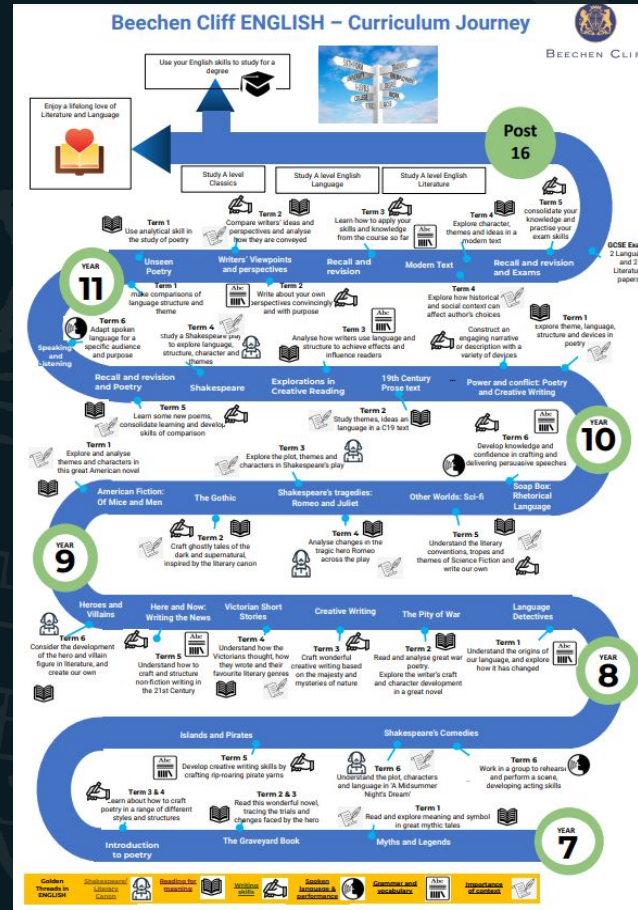 Beechen Cliff ENGLISH – Curriculum Journey
BEECHEN CLIFF
Use your English skills to study for a
degree
Enjoy a lifelong love of
Literature and Language
Post
16
Study A level
Classics
Study A level English
Language
Study A level English
Literature
Term 5
consolidate your
knowledge and
practise your
exam skills
Term 1
Use analytical skill in
the study of poetry
Term 2
Compare writers' ideas and
perspectives and analyse
how they are conveyed
Term 3
Learn how to apply your
skills and knowledge
from the course so far
Term 4
Explore character,
themes and ideas in a
modern text
GCSE Exa
2 Langua
and 2
Literatur
papers
Unseen
Poetry
Writers' Viewpoints
and perspectives
Recall and
revision
Modern Text
Recall and revision
and Exams
YEAR
11
Term 1
make comparisons of
language structure and
theme
Term 2
Write about your own
perspectives convincingly
and with purpose
Term 4
Explore how historical
and social context can
affect author's choices
Term 6
Adapt spoken
language for a
specific audience
and purpose
Speaking
and
Listening
Term 4
study a Shakespeare play
to explore language,
structure, character and
themes
Term 3
Analyse how writers use language and
structure to achieve effects and
influence readers
Construct an
engaging narrative
or description with a
variety of devices
Term 1
explore theme, language,
structure and devices in
poetry
Recall and revision
and Poetry
Shakespeare
Explorations in
Creative Reading
19th Century
Prose text
Power and conflict: Poetry
and Creative Writing
YEAR
10
Term 5
Learn some new poems,
consolidate learning and develop
skills of comparison
Term 2
Study themes, ideas an
language in a C19 text
Term 6
Develop knowledge and
confidence in crafting and
delivering persuasive speeches
Term 1
Explore and analyse
themes and characters in
this great American novel
Term 3
Explore the plot, themes and
characters in Shakespeare's play
American Fiction:
Of Mice and Men
The Gothic
Shakespeare's tragedies:
Romeo and Juliet
Other Worlds: Sci-fi
Soap Box:
Rhetorical
Language
YEAR
9
Term 2
Craft ghostly tales of the
dark and supernatural,
inspired by the literary canon
Term 4
Analyse changes in the
tragic hero Romeo
across the play
Term 5
Understand the literary
conventions, tropes and
themes of Science Fiction and
write our own
Heroes and
Villains
Here and Now:
Writing the News
Victorian Short
Stories
Creative Writing
The Pity of War
Language
Detectives
Term 6
Consider the development
of the hero and villain
figure in literature, and
create our own
Term 5
Understand how to
craft and structure
non-fiction writing in
the 21st Century
Term 4
Understand how the
Victorians thought, how
they wrote and their
favourite literary genres
Term 3
Craft wonderful
creative writing based
on the majesty and
mysteries of nature
Term 2
Read and analyse great war
poetry.
Explore the writer's craft
and character development
in a great novel
Term 1
Understand the origins of
our language, and explore
how it has changed
YEAR
8
Islands and Pirates
Shakespeare's Comedies
Term 5
Develop creative writing skills by
crafting rip-roaring pirate yarns
Term 6
Understand the plot, characters
and language in 'A Midsummer
Night's Dream'
Term 6
Work in a group to rehearse
and perform a scene,
developing acting skills
Term 3 & 4
Learn about how to craft
poetry in a range of different
styles and structures
Term 2 & 3
Read this wonderful novel,
tracing the trials and
changes faced by the hero
Term 1
Read and explore meaning and symbol
in great mythic tales
Introduction
to poetry
The Graveyard Book
Myths and Legends
YEAR
7
Golden
Threads in
ENGLISH
Shakespeare/
Literary
Canon
Reading for
meaning
Writing
skills
Spoken
language &
performance
Grammar and
vocabulary
Abc
Importance
of context